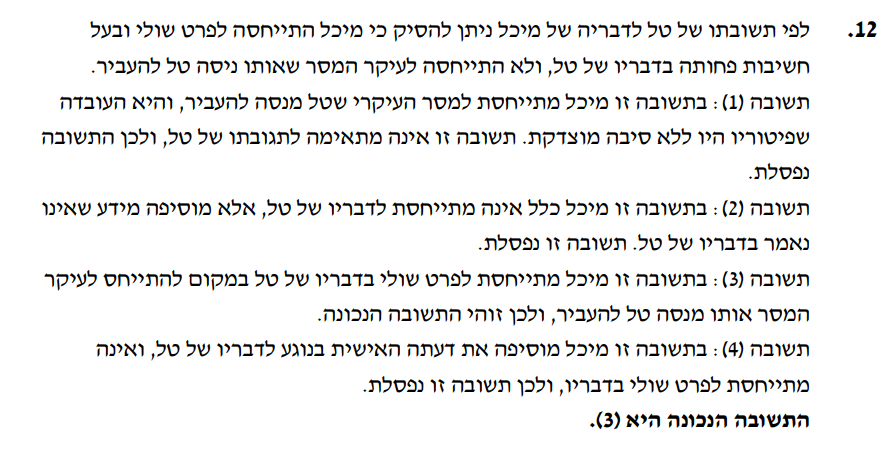 12. לפי תשובתו של טל לדבריה של מיכל ניתן להסיק כי מיכל התייחסה לפרט שולי ובעל
חשיבות פחותה בדבריו של טל, ולא התייחסה לעיקר המסר שאותו ניסה טל להעביר.
תשובה (1): בתשובה זו מיכל מתייחסת למסר העיקרי שטל מנסה להעביר, והיא העובדה
שפיטוריו היו ללא סיבה מוצדקת. תשובה זו אינה מתאימה לתגובתו של טל, ולכן התשובה
נפסלת.
תשובה (2): בתשובה זו מיכל כלל אינה מתייחסת לדבריו של טל, אלא מוסיפה מידע שאינו
נאמר בדבריו של טל. תשובה זו נפסלת.
תשובה (3): בתשובה זו מיכל מתייחסת לפרט שולי בדבריו של טל במקום להתייחס לעיקר
המסר אותו מנסה טל להעביר, ולכן זוהי התשובה הנכונה.
תשובה (4): בתשובה זו מיכל מוסיפה את דעתה האישית בנוגע לדבריו של טל, ואינה
מתייחסת לפרט שולי בדבריו, ולכן תשובה זו נפסלת.
התשובה הנכונה היא (3).